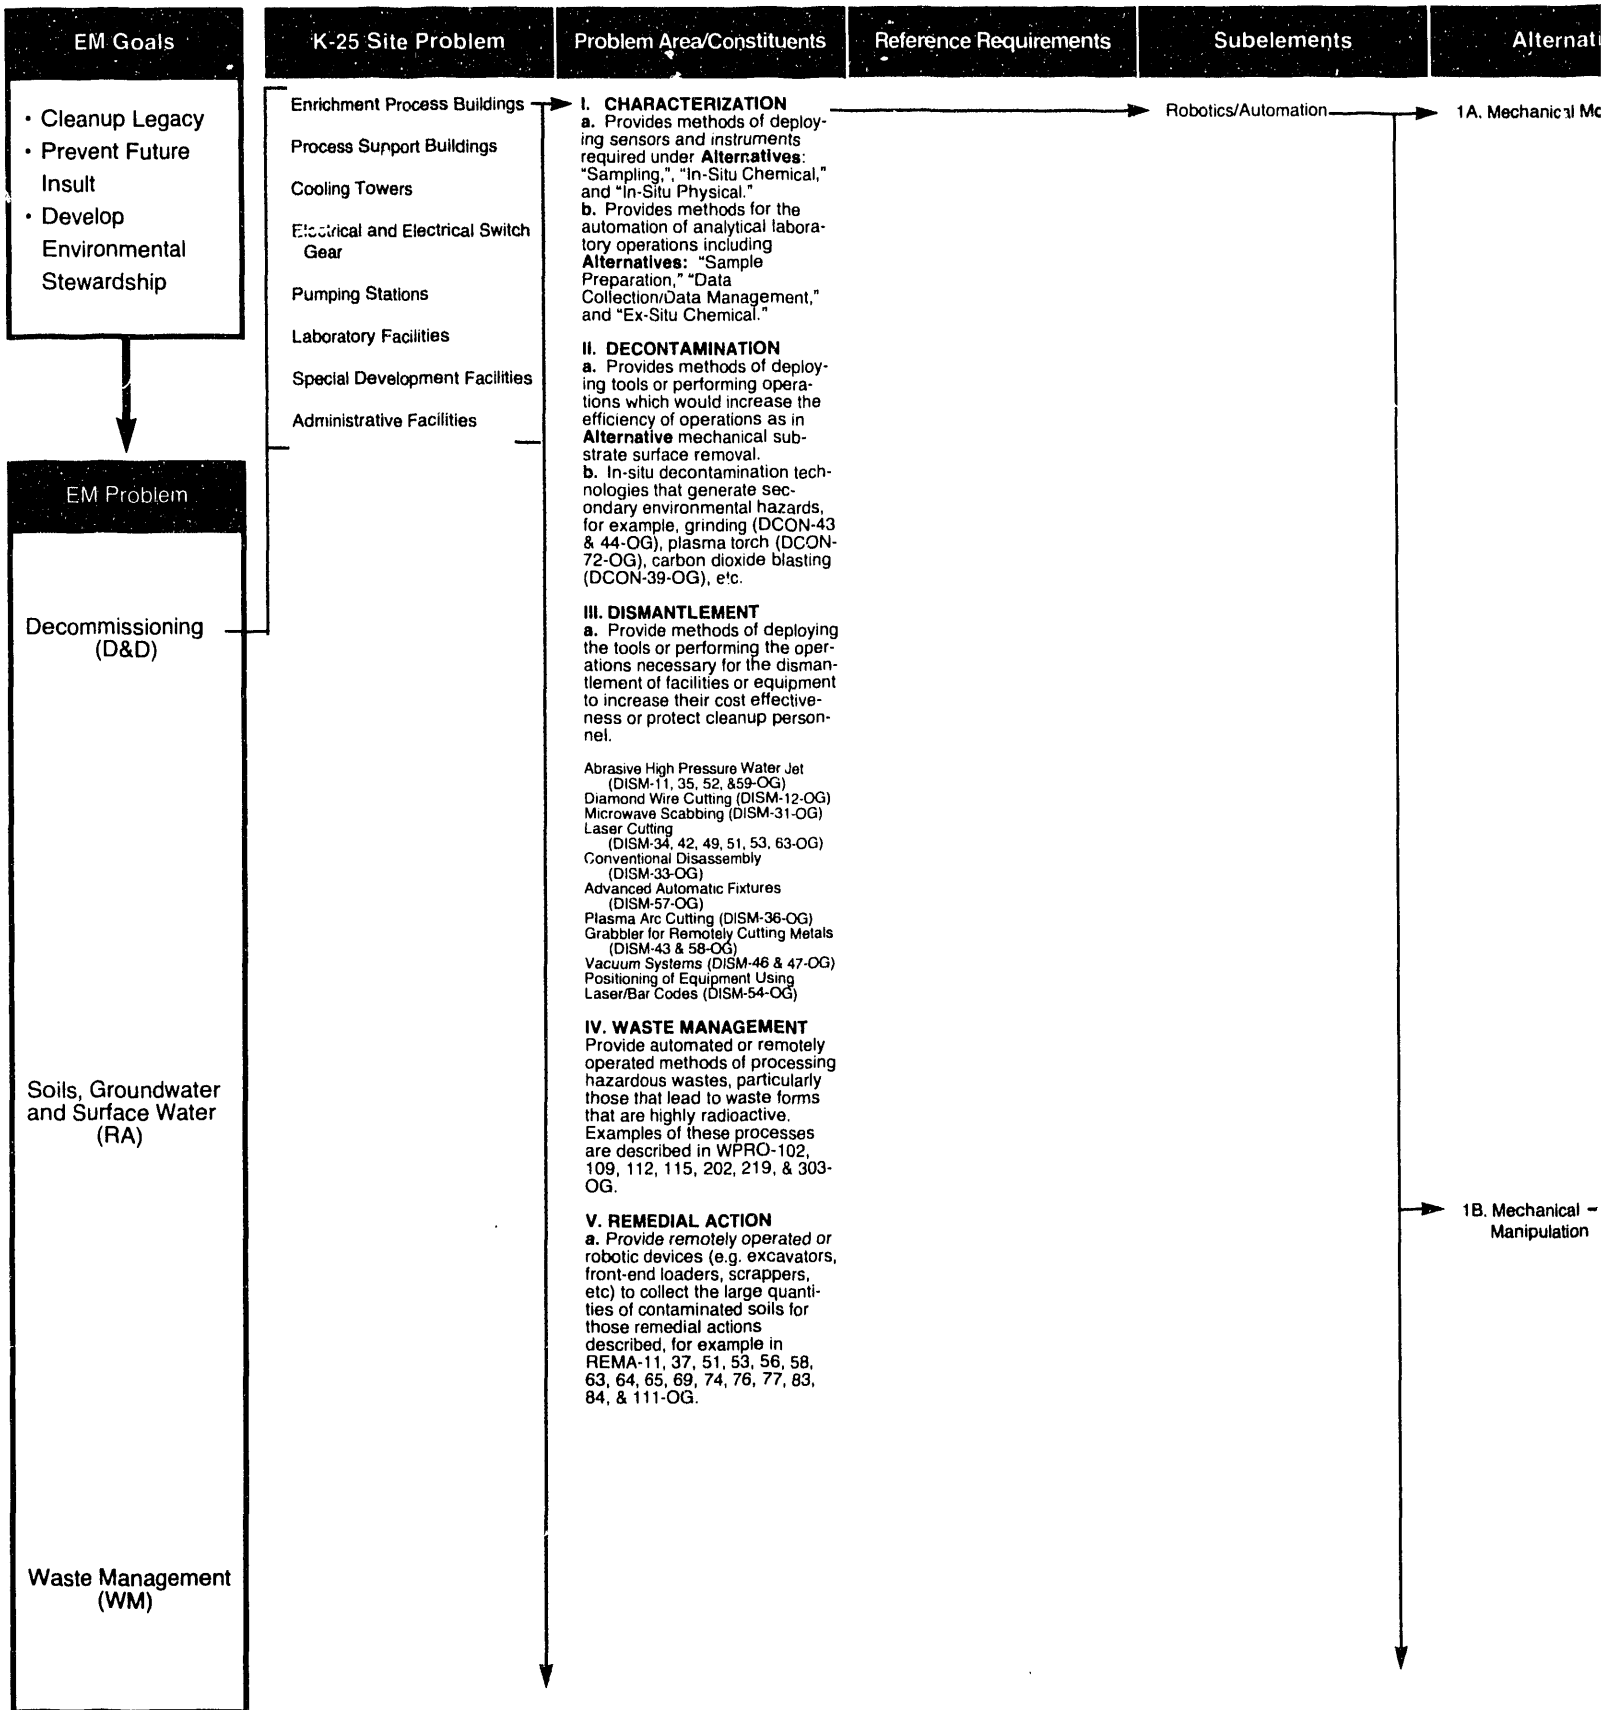 EM Goals
• Cleanup Legacy
• Prevent Future
Insult
• Develop
Environmental
Stewardship
EM Problem
Decommissioning
(D&D)
Soils, Groundwater
and Surface Water
(RA)
Waste Management
(WM)
K-25 Site Problem
Enrichment Process Buildings
Process Support Buildings
Cooling Towers
Electrical and Electrical Switch
Gear
Pumping Stations
Laboratory Facilities
Special Development Facilities
Administrative Facilities
Problem Area/Constituents
I. CHARACTERIZATION
a. Provides methods of deploy-
ing sensors and instruments
required under Alternatives:
"Sampling,", "In-Situ Chemical,"
and "In-Situ Physical."
b. Provides methods for the
automation of analytical labora-
tory operations including
Alternatives: "Sample
Preparation," "Data
Collection/Data Management,"
and "Ex-Situ Chemical."
II. DECONTAMINATION
a. Provides methods of deploy-
ing tools or performing opera-
tions which would increase the
efficiency of operations as in
Alternative mechanical sub-
strate surface removal.
b. In-situ decontamination tech-
nologies that generate sec-
ondary environmental hazards,
for example, grinding (DCON-43
& 44-OG), plasma torch (DCON-
72-OG), carbon dioxide blasting
(DCON-39-OG), etc.
III. DISMANTLEMENT
a. Provide methods of deploying
the tools or performing the oper-
ations necessary for the disman-
tlement of facilities or equipment
to increase their cost effective-
ness or protect cleanup person-
nel.
Abrasive High Pressure Water Jet
(DISM-11, 35, 52, &59-OG)
Diamond Wire Cutting (DISM-12-OG)
Microwave Scabbing (DISM-31-OG)
Laser Cutting
(DISM-34, 42, 49, 51, 53, 63-OG)
Conventional Disassembly
(DISM-33-OG)
Advanced Automatic Fixtures
(DISM-57-OG)
Plasma Arc Cutting (DISM-36-OG)
Grabbler for Remotely Cutting Metals
(DISM-43 & 58-OG)
Vacuum Systems (DISM-46 & 47-OG)
Positioning of Equipment Using
Laser/Bar Codes (DISM-54-OG)
IV. WASTE MANAGEMENT
Provide automated or remotely
operated methods of processing
hazardous wastes, particularly
those that lead to waste forms
that are highly radioactive.
Examples of these processes
are described in WPRO-102,
109, 112, 115, 202, 219, & 303-
OG.
V. REMEDIAL ACTION
a. Provide remotely operated or
robotic devices (e.g. excavators,
front-end loaders, scrappers,
etc) to collect the large quanti-
ties of contaminated soils for
those remedial actions
described, for example in
REMA-11, 37, 51, 53, 56, 58,
63, 64, 65, 69, 74, 76, 77, 83,
84, & 111-OG.
Reference Requirements
Subelements
Robotics/Automation
Alternati
1A. Mechanical Mo
1B. Mechanical
Manipulation